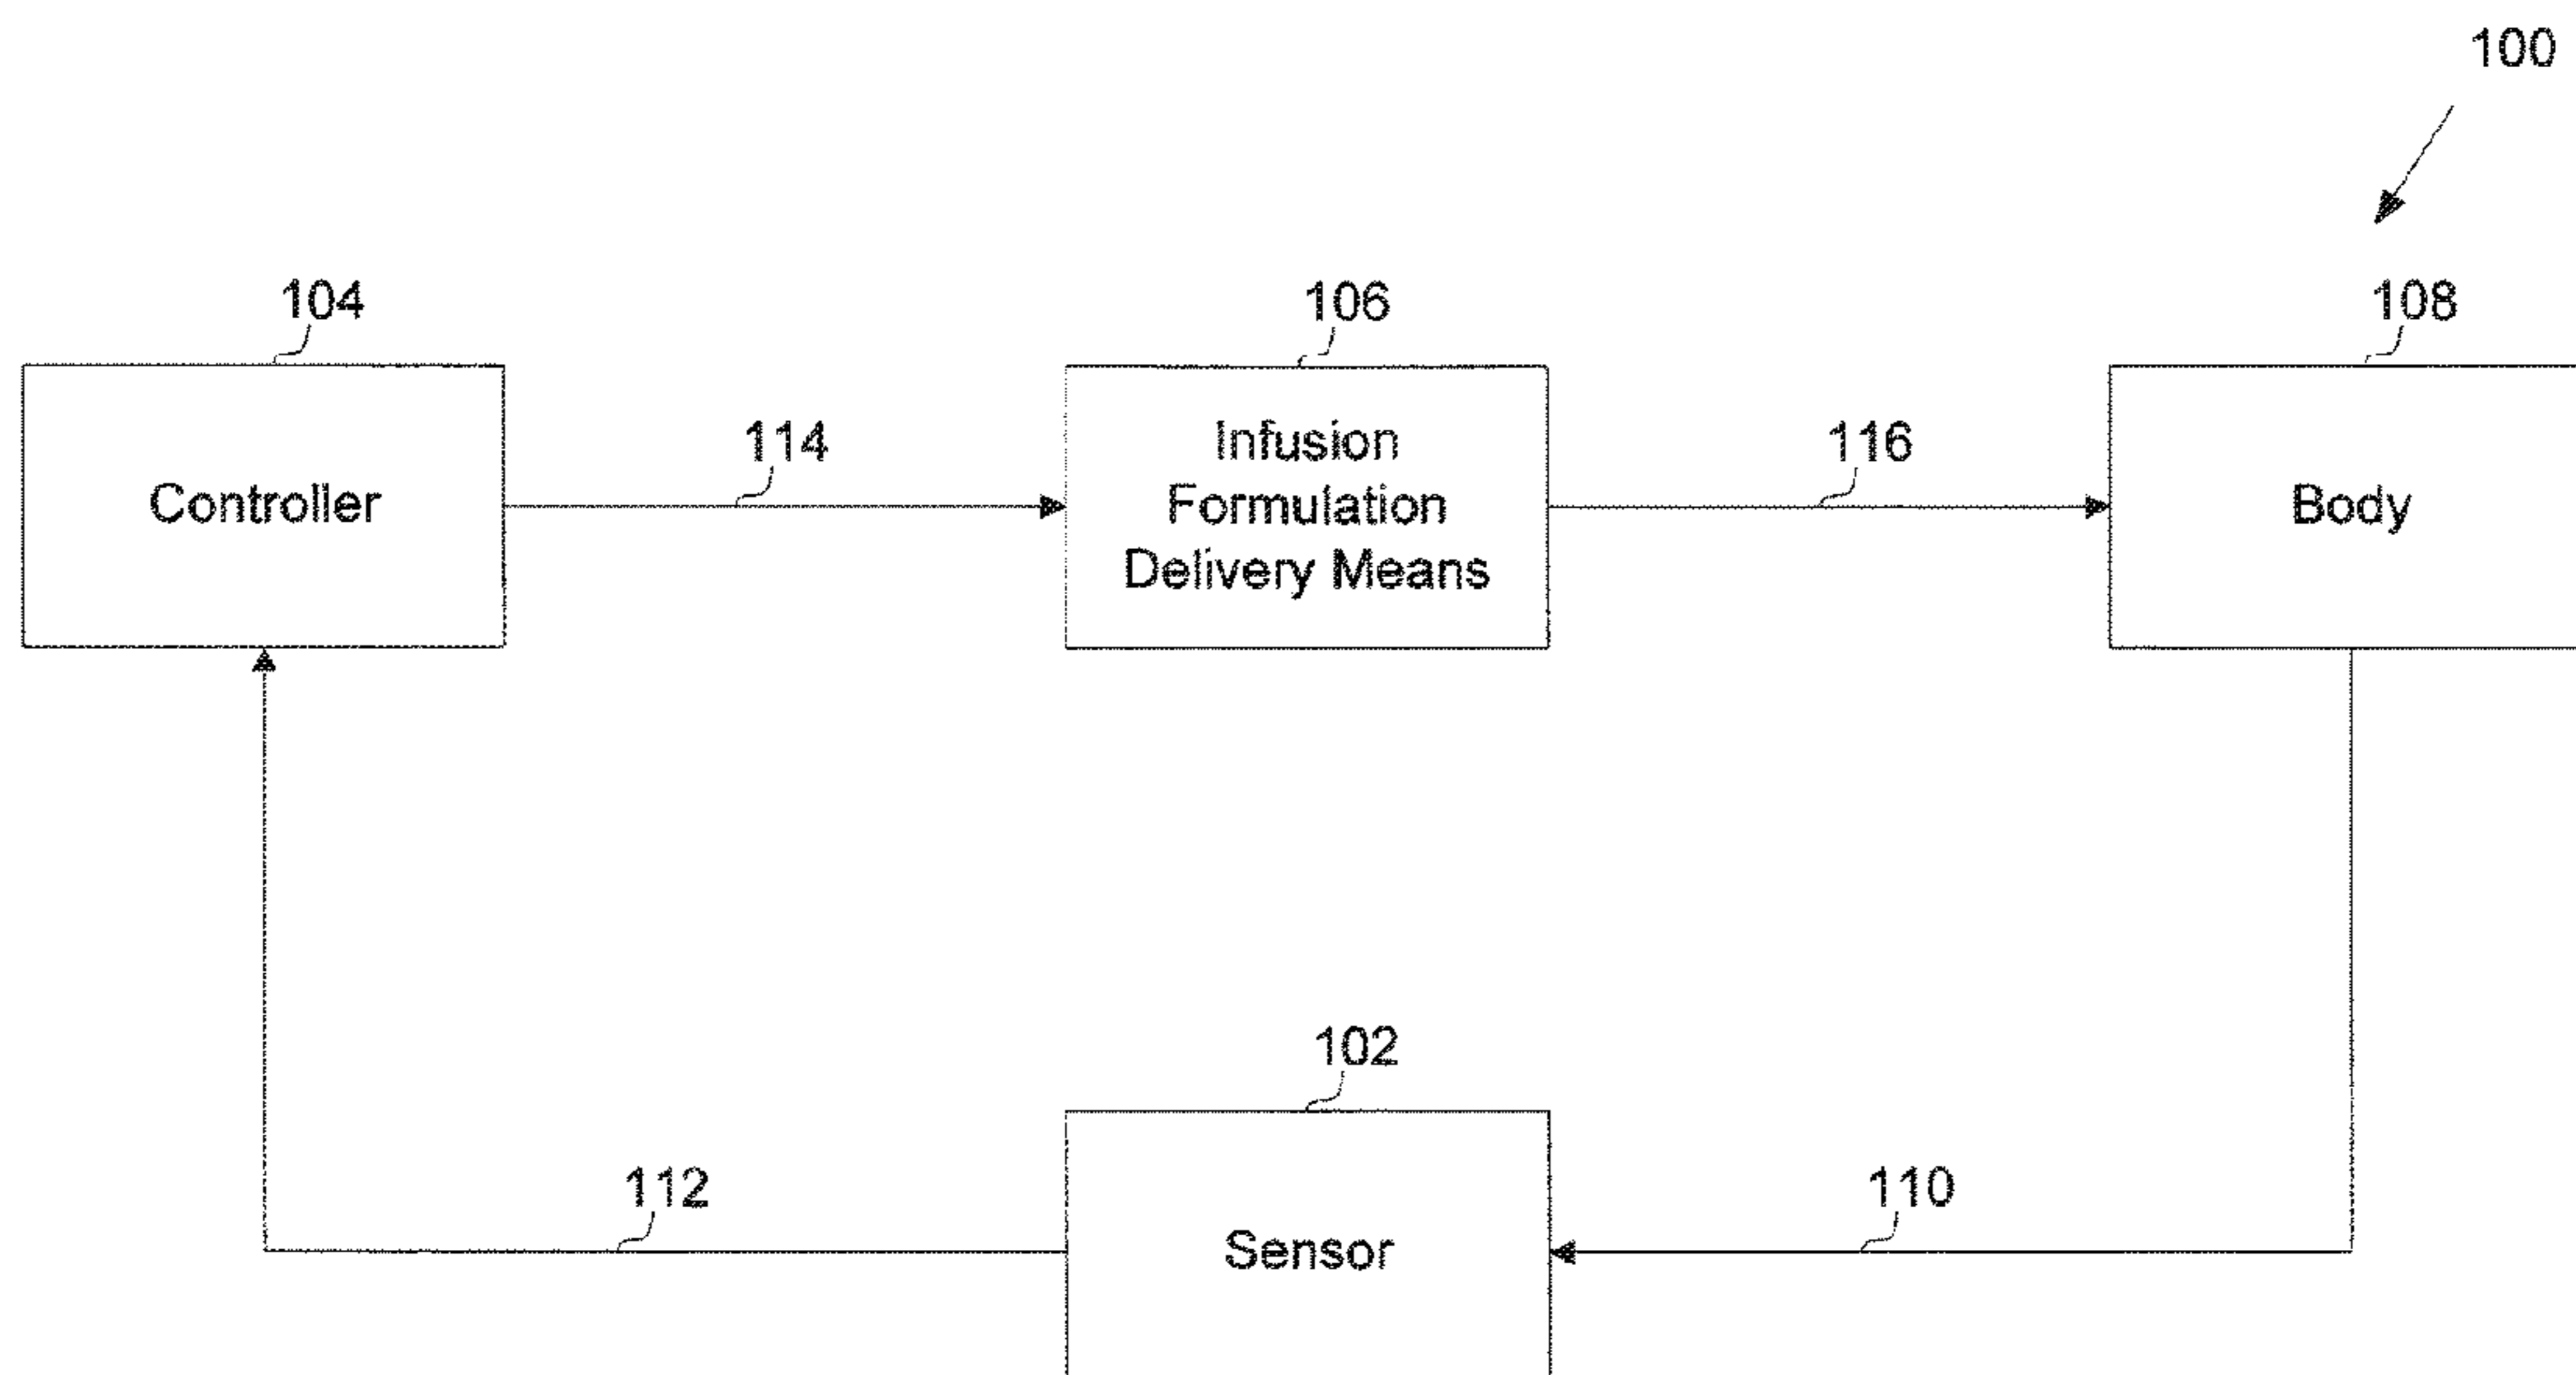 100
104
106
108
Controller
114
Infusion
Formulation
Delivery Means
116
Body
102
112
Sensor
110